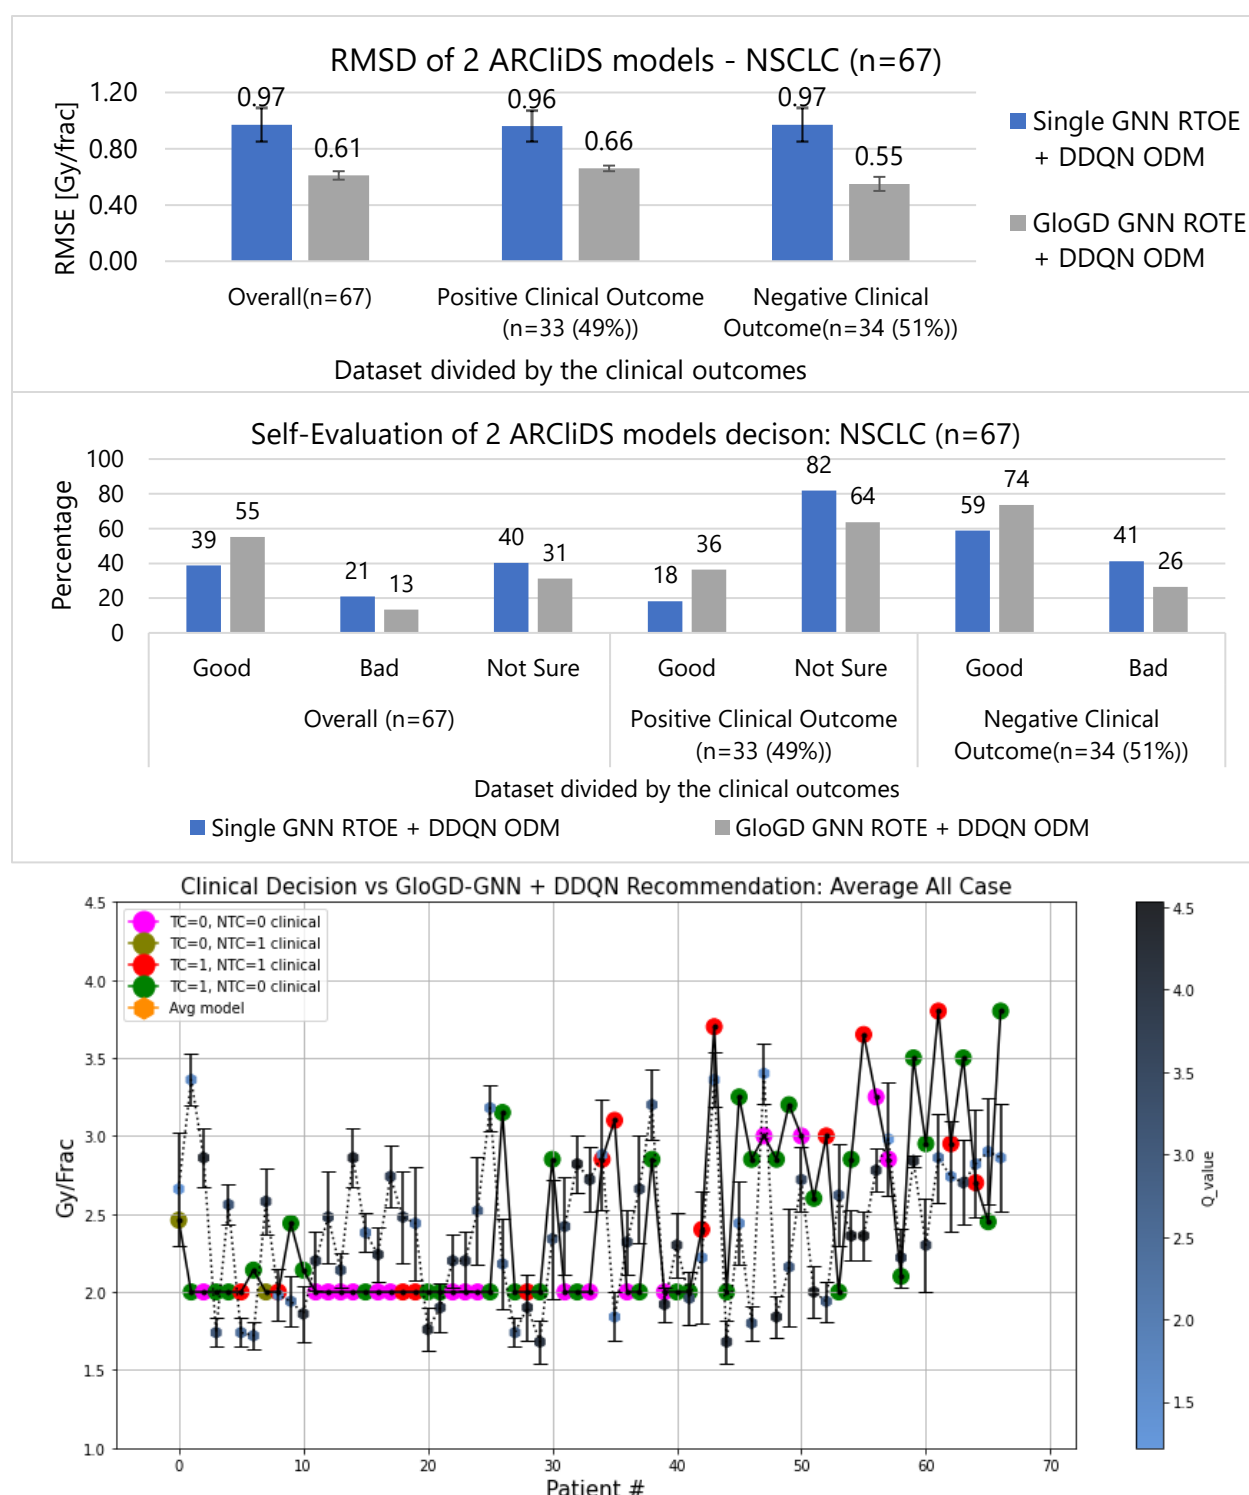 RMSD of 2 ARCliDS models - NSCLC (n=67)
RMSE [Gy/frac]
1.20
0.80
0.40
0.00
0.97
0.61
0.96
0.66
0.97
0.55
Overall(n=67)
Positive Clinical Outcome
(n=33 (49%))
Negative Clinical
Outcome(n=34 (51%))
Dataset divided by the clinical outcomes
Single GNN RTOE
+ DDQN ODM
GloGD GNN ROTE
+ DDQN ODM
Self-Evaluation of 2 ARCliDS models decison: NSCLC (n=67)
Percentage
100
80
60
40
20
0
39
55
21
13
40
31
18
36
82
64
59
74
41
26
Good
Bad
Not Sure
Good
Not Sure
Good
Bad
Overall (n=67)
Positive Clinical Outcome
(n=33 (49%))
Negative Clinical
Outcome(n=34 (51%))
Dataset divided by the clinical outcomes
Single GNN RTOE + DDQN ODM
GloGD GNN ROTE + DDQN ODM
Clinical Decision vs GloGD-GNN + DDQN Recommendation: Average All Case
TC=0, NTC=0 clinical
TC=0, NTC=1 clinical
TC=1, NTC=1 clinical
TC=1, NTC=0 clinical
Avg model
Gy/Frac
4.5
4.0
3.5
3.0
2.5
2.0
1.5
1.0
0
10
20
30
40
50
60
70
Patient #
4.5
4.0
3.5
3.0
2.5
2.0
1.5
Q_value